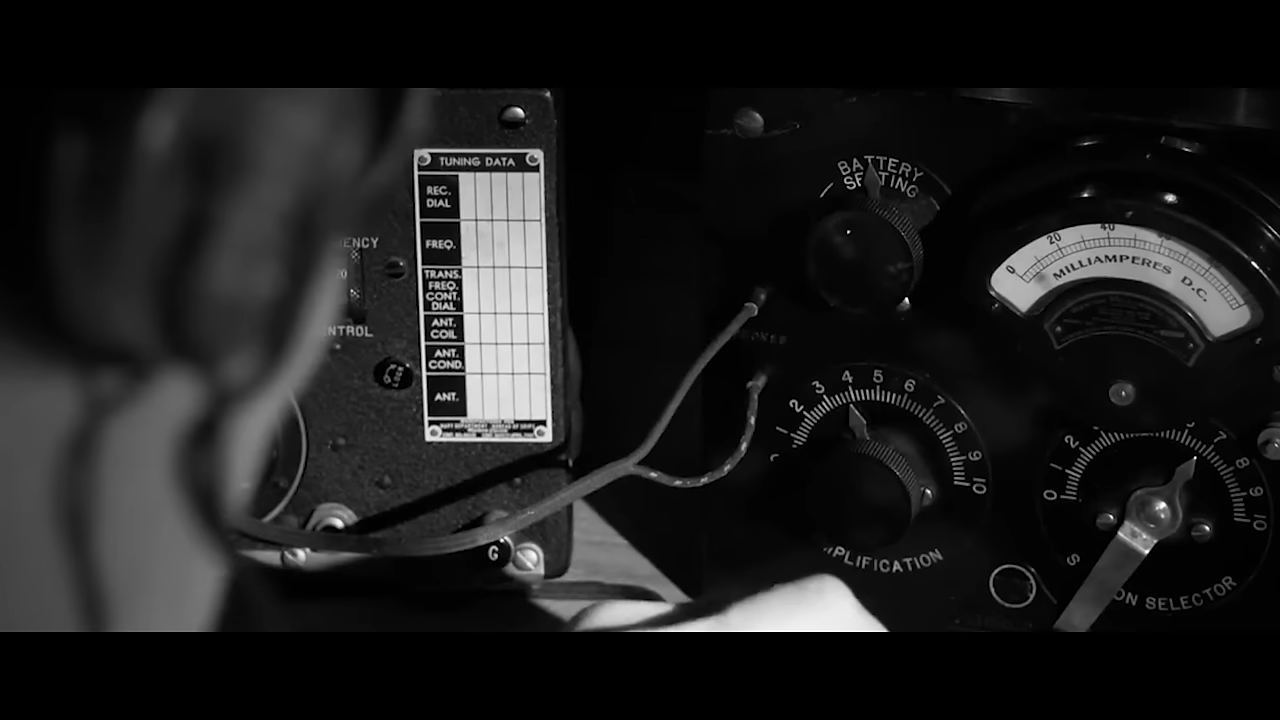 TUNING DATA
REC.
DIAL
FREQ.
TRANS.
FREQ.
CONT.
DIAL
ANT.
COIL
ANT.
COND.
ANT.
ENCY
NTROL
LOCK
G
BATTERY
SETTING
0 20 40
MILLIAMPERES D.C.
1 2 3 4 5 6 7 8 9 10
PLIFICATION
0 2 7 8 9 10
S
ON SELECTOR